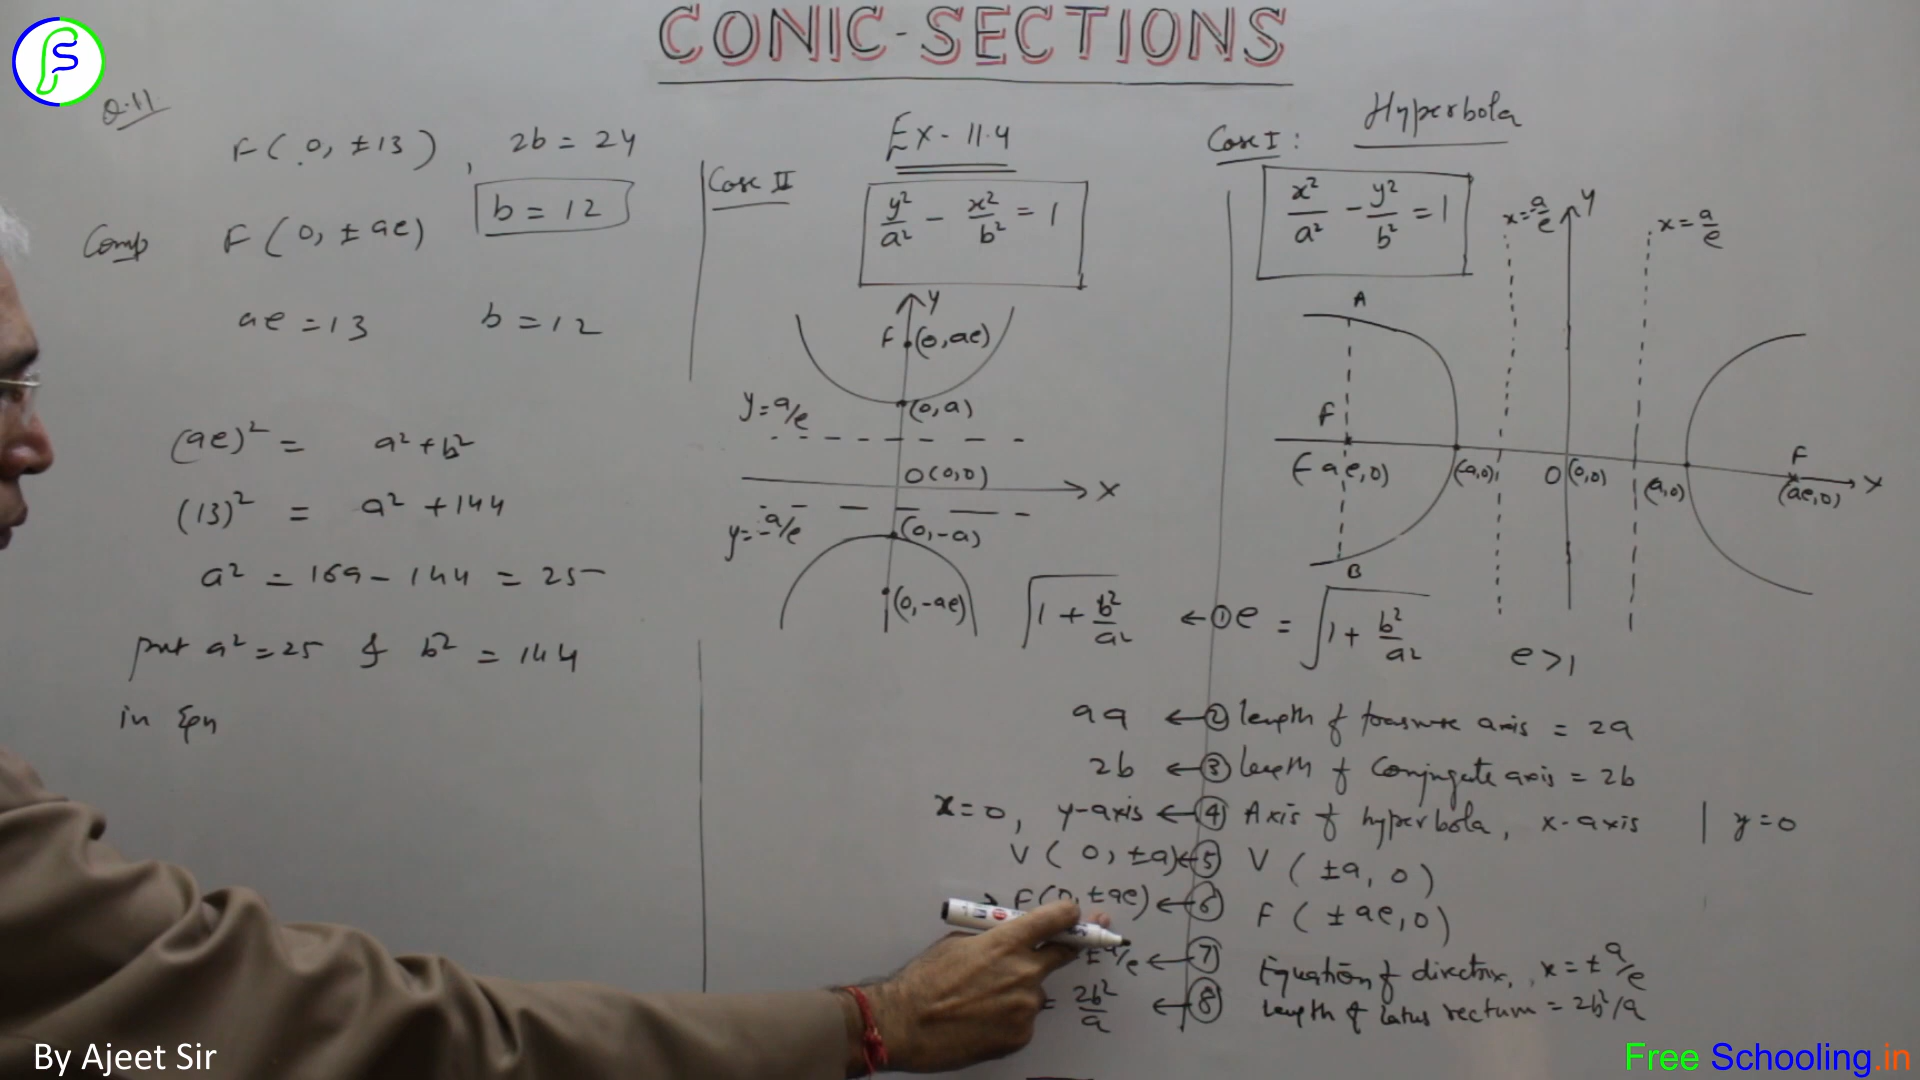 CONIC-SECTIONS
Q.11
F(0, ±13) , 2b = 24
b = 12
Comp F(0, ±ae)
ae = 13 b = 12
(ae)² = a² + b²
(13)² = a² + 144
a² = 169 - 144 = 25
put a² = 25 & b² = 144
in Eqn
Ex-11.4
Case II
y²/a² - x²/b² = 1
y
F (0, ae)
(0, a)
y = a/e
O(0,0)
x
y = -a/e
(0, -a)
(0, -ae)
Hyperbola
Case I :
x²/a² - y²/b² = 1
x = -a/e
y
x = a/e
A
F
(-ae, 0)
(-a, 0)
O (0,0)
(a, 0)
F
(ae, 0)
x
B
√(1 + b²/a²) ← ① e = √(1 + b²/a²) e > 1
aa ← ② length of transverse axis = 2a
2b ← ③ length of Conjugate axis = 2b
x = 0, y-axis ← ④ Axis of hyperbola, x-axis | y = 0
V(0, ±a) ← ⑤ V(±a, 0)
F(0, ±ae) ← ⑥ F(±ae, 0)
± a/e ← ⑦ Equation of directrix, x = ± a/e
= 2b²/a ← ⑧ length of latus rectum = 2b²/a
By Ajeet Sir
Free Schooling.in